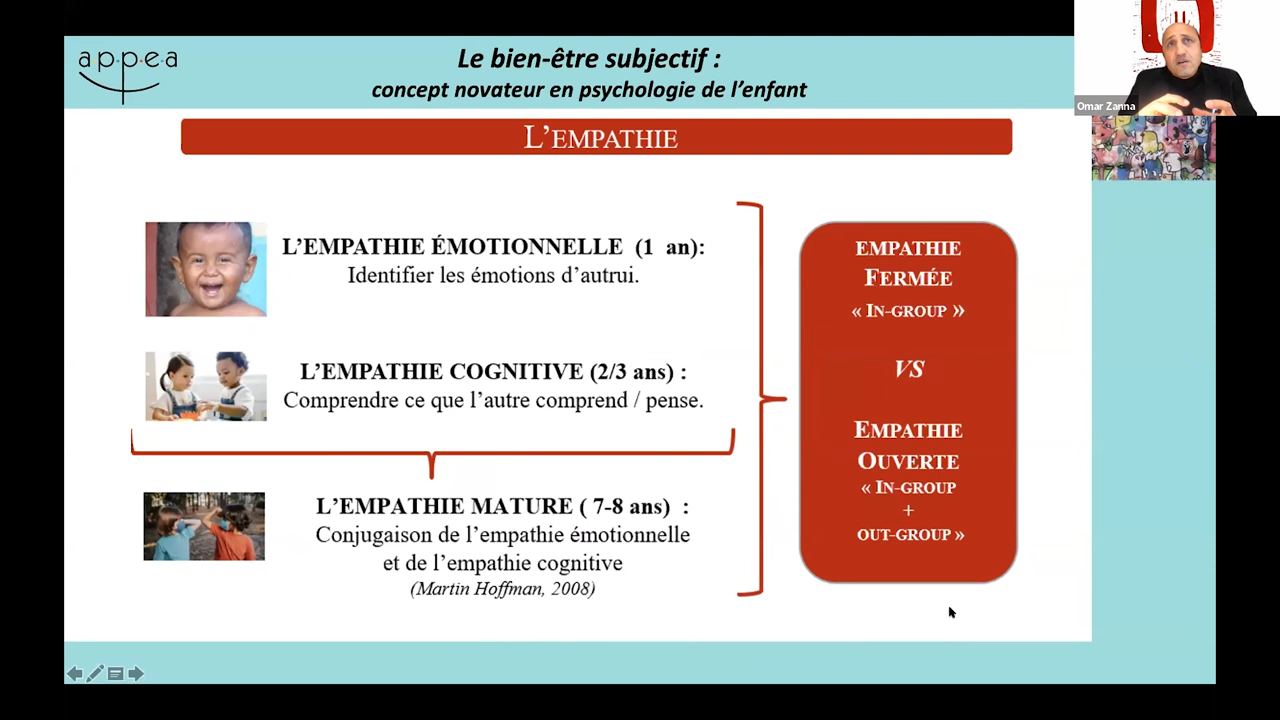 a·p·p·e·a
Le bien-être subjectif :
concept novateur en psychologie de l’enfant
Omar Zanna
L’EMPATHIE
L’EMPATHIE ÉMOTIONNELLE (1 an):
Identifier les émotions d’autrui.
L’EMPATHIE COGNITIVE (2/3 ans) :
Comprendre ce que l’autre comprend / pense.
L’EMPATHIE MATURE ( 7-8 ans) :
Conjugaison de l’empathie émotionnelle
et de l’empathie cognitive
(Martin Hoffman, 2008)
EMPATHIE
FERMÉE
« IN-GROUP »
VS
EMPATHIE
OUVERTE
« IN-GROUP
+
OUT-GROUP »